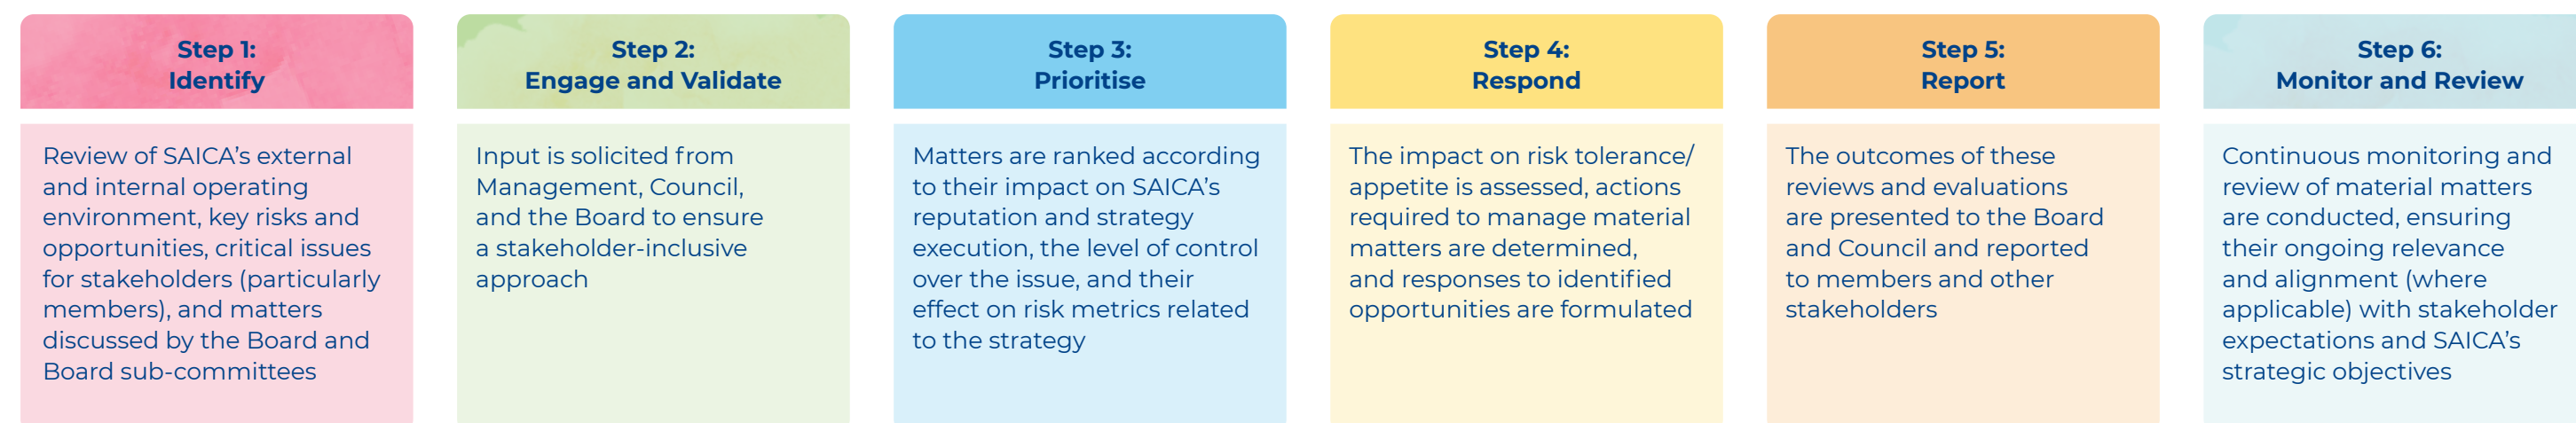 Step 1:
Identify
Review of SAICA’s external
and internal operating
environment, key risks and
opportunities, critical issues
for stakeholders (particularly
members), and matters
discussed by the Board and
Board sub-committees
Step 2:
Engage and Validate
Input is solicited from
Management, Council,
and the Board to ensure
a stakeholder-inclusive
approach
Step 3:
Prioritise
Matters are ranked according
to their impact on SAICA’s
reputation and strategy
execution, the level of control
over the issue, and their
effect on risk metrics related
to the strategy
Step 4:
Respond
The impact on risk tolerance/
appetite is assessed, actions
required to manage material
matters are determined,
and responses to identified
opportunities are formulated
Step 5:
Report
The outcomes of these
reviews and evaluations
are presented to the Board
and Council and reported
to members and other
stakeholders
Step 6:
Monitor and Review
Continuous monitoring and
review of material matters
are conducted, ensuring
their ongoing relevance
and alignment (where
applicable) with stakeholder
expectations and SAICA’s
strategic objectives